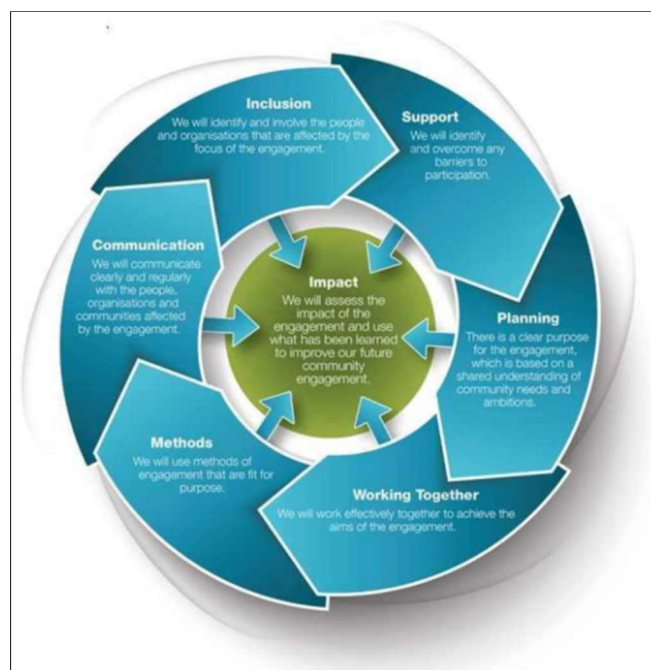 Inclusion
We will identify and involve the people
and organisations that are affected by the
focus of the engagement.
Support
We will identify
and overcome any
barriers to
participation.
Planning
There is a clear purpose
for the engagement,
which is based on a
shared understanding of
community needs and
ambitions.
Working Together
We will work effectively together to achieve the
aims of the engagement.
Methods
We will use methods of
engagement that are fit for
purpose.
Communication
We will communicate
clearly and regularly
with the people,
organisations and
communities affected
by the engagement.
Impact
We will assess the
impact of the
engagement and use
what has been learned
to improve our future
community
engagement.